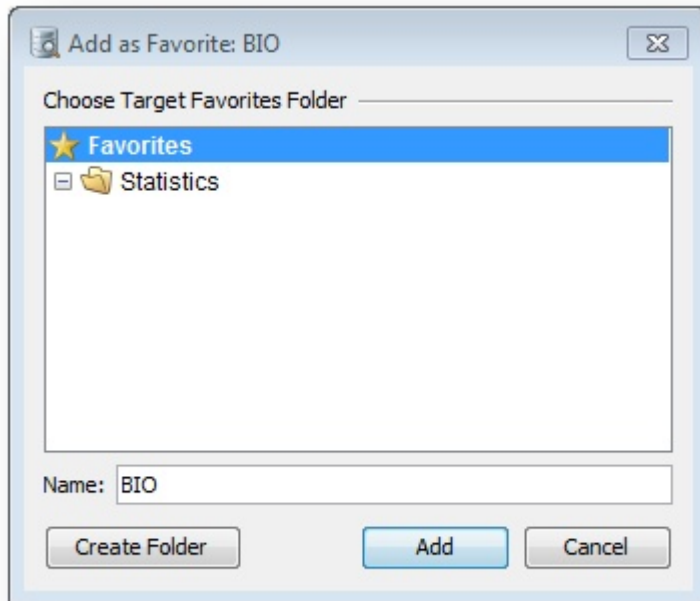 Add as Favorite: BIO
Choose Target Favorites Folder
Favorites
Statistics
Name: BIO
Create Folder Add Cancel